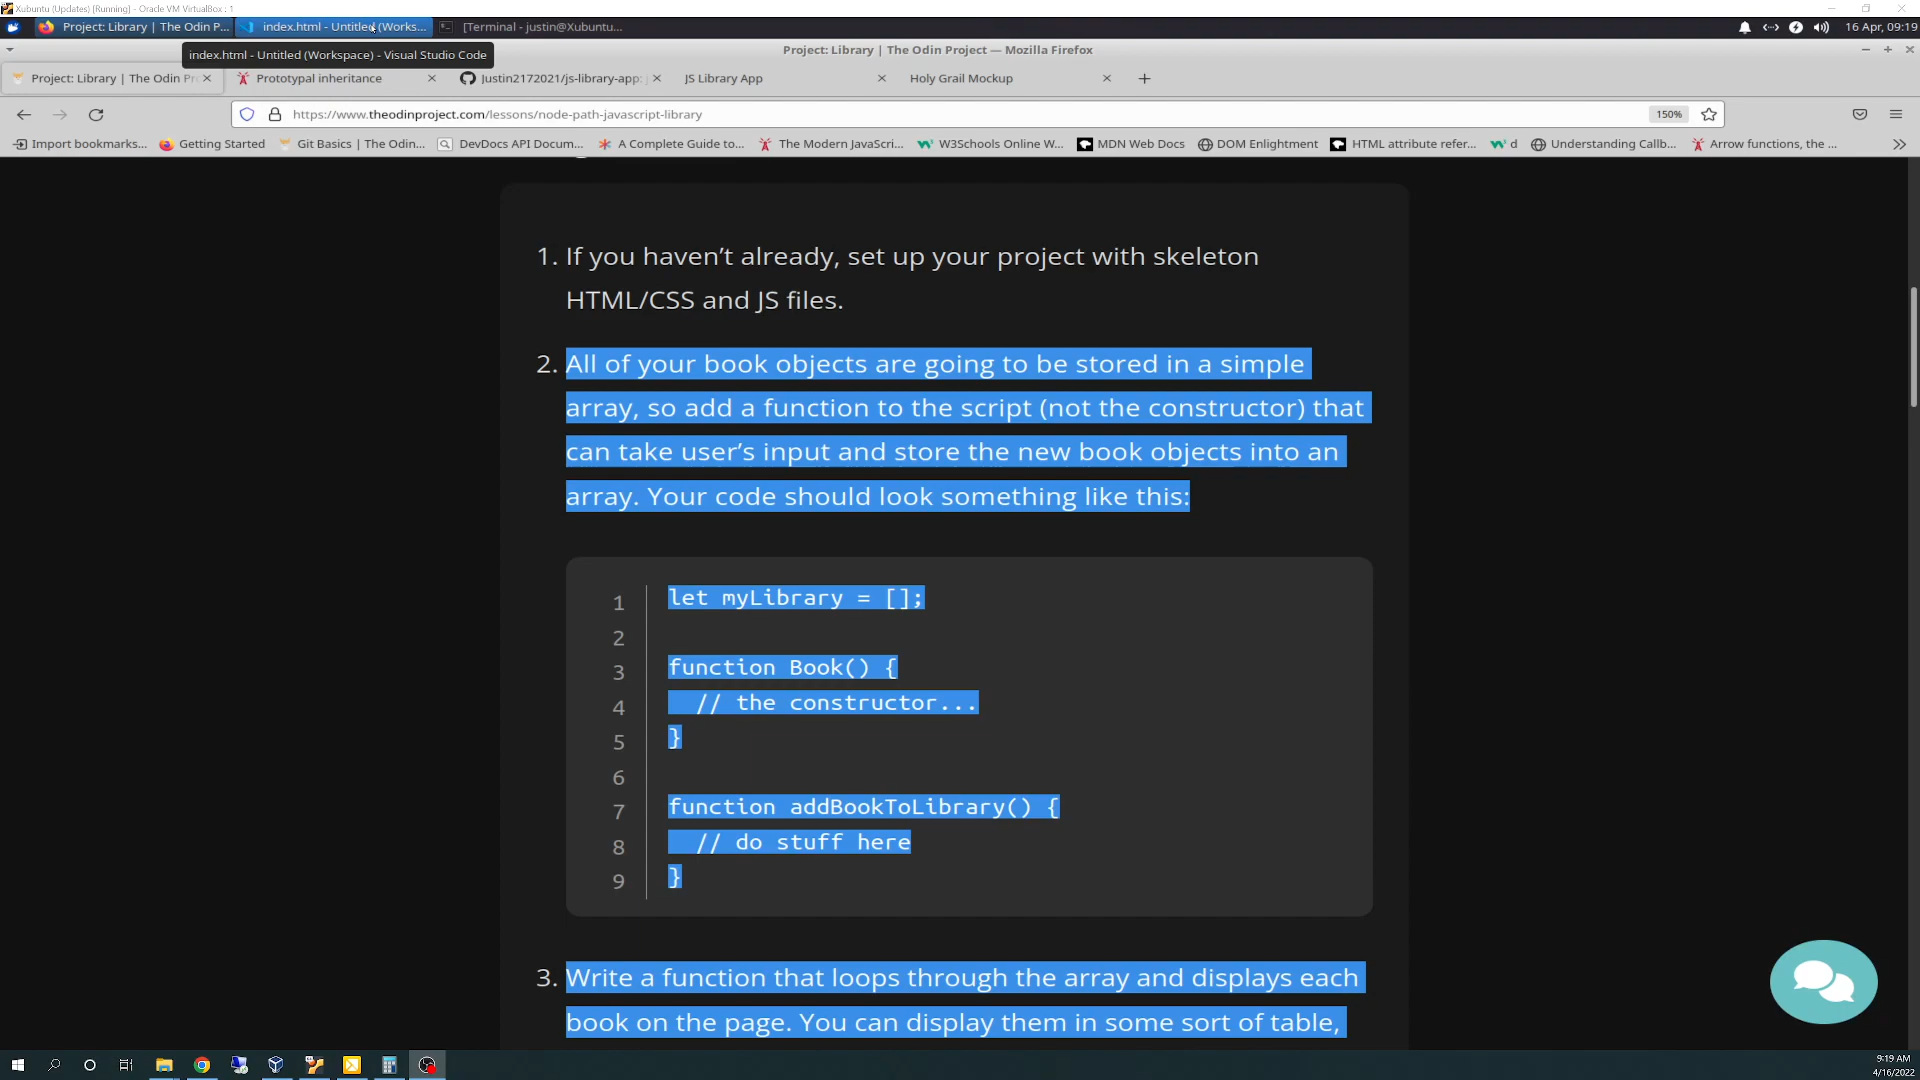 Xubuntu (Updates) [Running] - Oracle VM VirtualBox : 1
Project: Library | The Odin P...
index.html - Untitled (Works...
[Terminal - justin@Xubuntu...
16 Apr, 09:19
index.html - Untitled (Workspace) - Visual Studio Code
Project: Library | The Odin Project — Mozilla Firefox
Project: Library | The Odin Pr
Prototypal inheritance
Justin2172021/js-library-app:
JS Library App
Holy Grail Mockup
https://www.theodinproject.com/lessons/node-path-javascript-library
150%
Import bookmarks...
Getting Started
Git Basics | The Odin...
DevDocs API Docum...
A Complete Guide to...
The Modern JavaScri...
W3Schools Online W...
MDN Web Docs
DOM Enlightment
HTML attribute refer...
d
Understanding Callb...
Arrow functions, the ...
1. If you haven’t already, set up your project with skeleton
HTML/CSS and JS files.
2. All of your book objects are going to be stored in a simple
array, so add a function to the script (not the constructor) that
can take user’s input and store the new book objects into an
array. Your code should look something like this:
1 let myLibrary = [];
2
3 function Book() {
4 // the constructor...
5 }
6
7 function addBookToLibrary() {
8 // do stuff here
9 }
3. Write a function that loops through the array and displays each
book on the page. You can display them in some sort of table,
9:19 AM
4/16/2022